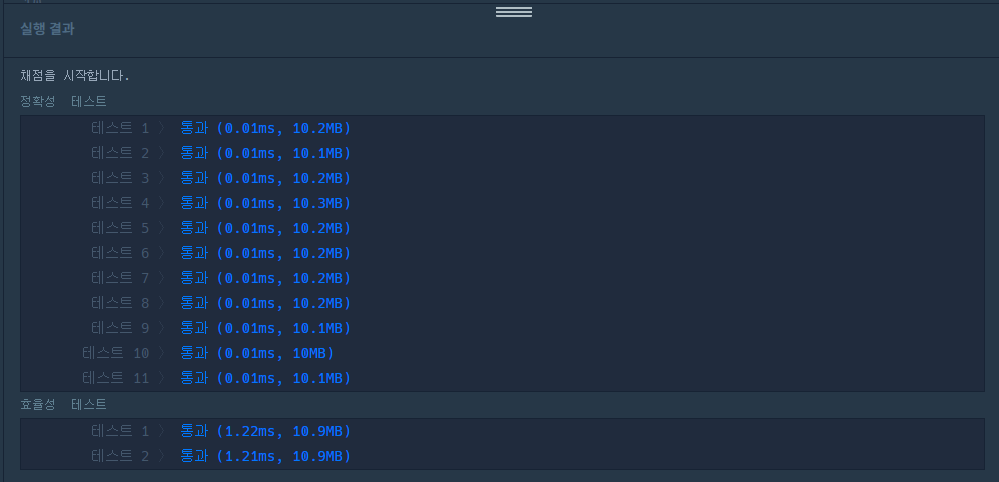 실행 결과
채점을 시작합니다.
정확성 테스트
테스트 1 〉 통과 (0.01ms, 10.2MB)
테스트 2 〉 통과 (0.01ms, 10.1MB)
테스트 3 〉 통과 (0.01ms, 10.2MB)
테스트 4 〉 통과 (0.01ms, 10.3MB)
테스트 5 〉 통과 (0.01ms, 10.2MB)
테스트 6 〉 통과 (0.01ms, 10.2MB)
테스트 7 〉 통과 (0.01ms, 10.2MB)
테스트 8 〉 통과 (0.01ms, 10.2MB)
테스트 9 〉 통과 (0.01ms, 10.1MB)
테스트 10 〉 통과 (0.01ms, 10MB)
테스트 11 〉 통과 (0.01ms, 10.1MB)
효율성 테스트
테스트 1 〉 통과 (1.22ms, 10.9MB)
테스트 2 〉 통과 (1.21ms, 10.9MB)